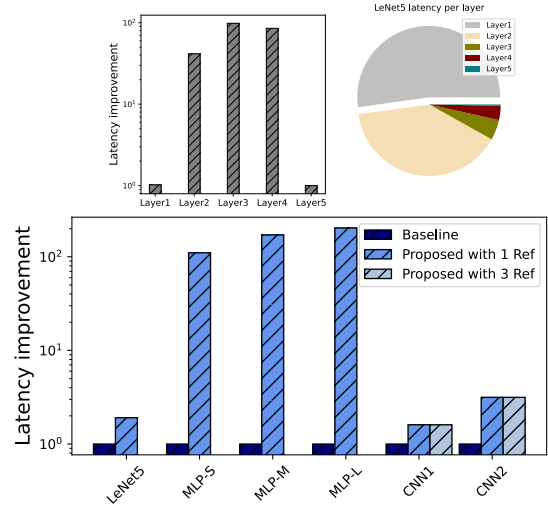 Latency improvement
10²
10¹
10⁰
Layer1 Layer2 Layer3 Layer4 Layer5
LeNet5 latency per layer
Layer1
Layer2
Layer3
Layer4
Layer5
Latency improvement
10²
10¹
10⁰
Baseline
Proposed with 1 Ref
Proposed with 3 Ref
LeNet5 MLP-S MLP-M MLP-L CNN1 CNN2